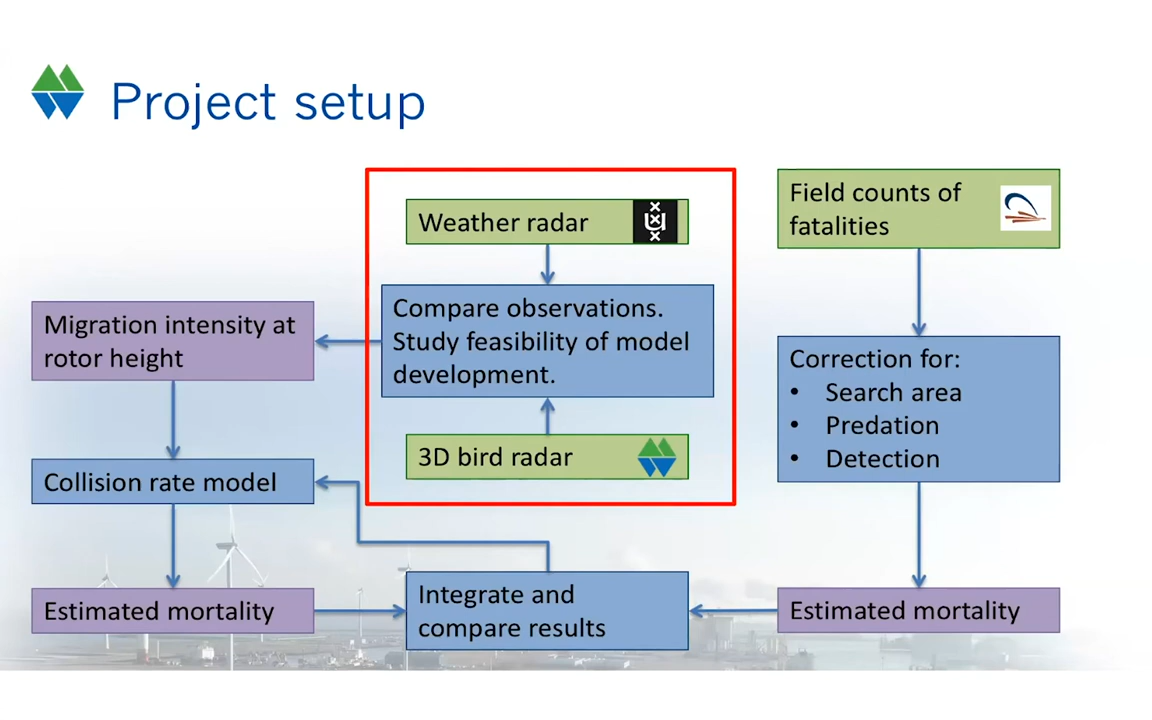 Project setup
Weather radar
Field counts of
fatalities
Compare observations.
Study feasibility of model
development.
Migration intensity at
rotor height
Correction for:
• Search area
• Predation
• Detection
3D bird radar
Collision rate model
Estimated mortality
Integrate and
compare results
Estimated mortality